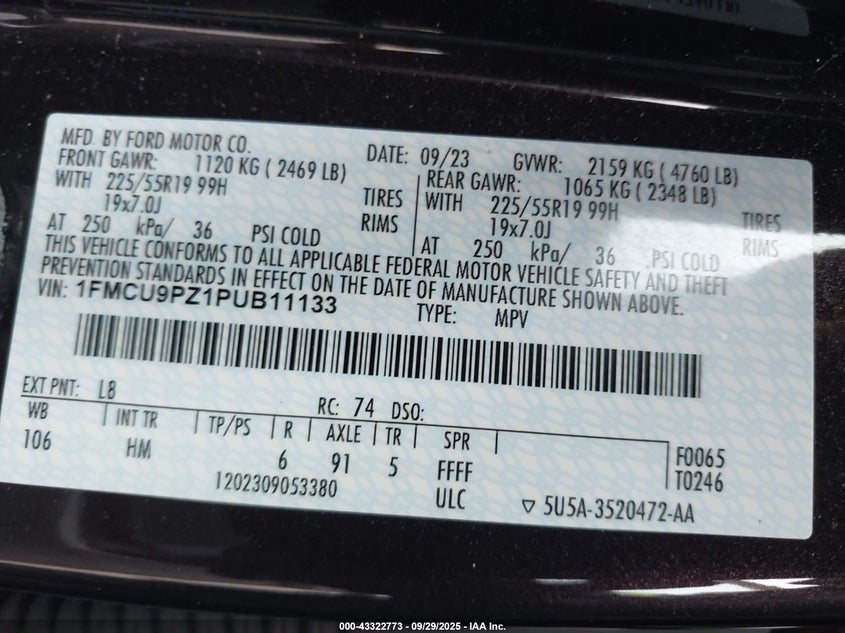 MFD. BY FORD MOTOR CO. DATE: 09/23 GVWR: 2159 KG ( 4760 LB)
FRONT GAWR: 1120 KG ( 2469 LB) REAR GAWR: 1065 KG ( 2348 LB)
WITH 225/55R19 99H TIRES WITH 225/55R19 99H TIRES
19x7.0J RIMS 19x7.0J RIMS
AT 250 kPa/ 36 PSI COLD AT 250 kPa/ 36 PSI COLD
THIS VEHICLE CONFORMS TO ALL APPLICABLE FEDERAL MOTOR VEHICLE SAFETY AND THEFT
PREVENTION STANDARDS IN EFFECT ON THE DATE OF MANUFACTURE SHOWN ABOVE.
VIN: 1FMCU9PZ1PUB11133 TYPE: MPV
EXT PNT: L8 RC: 74 DSO:
WB INT TR TP/PS R AXLE TR SPR
106 HM 6 91 5 FFFF F0065
T0246
1202309053380 ULC 5U5A-3520472-AA
000-43322773 - 09/29/2025 - IAA Inc.